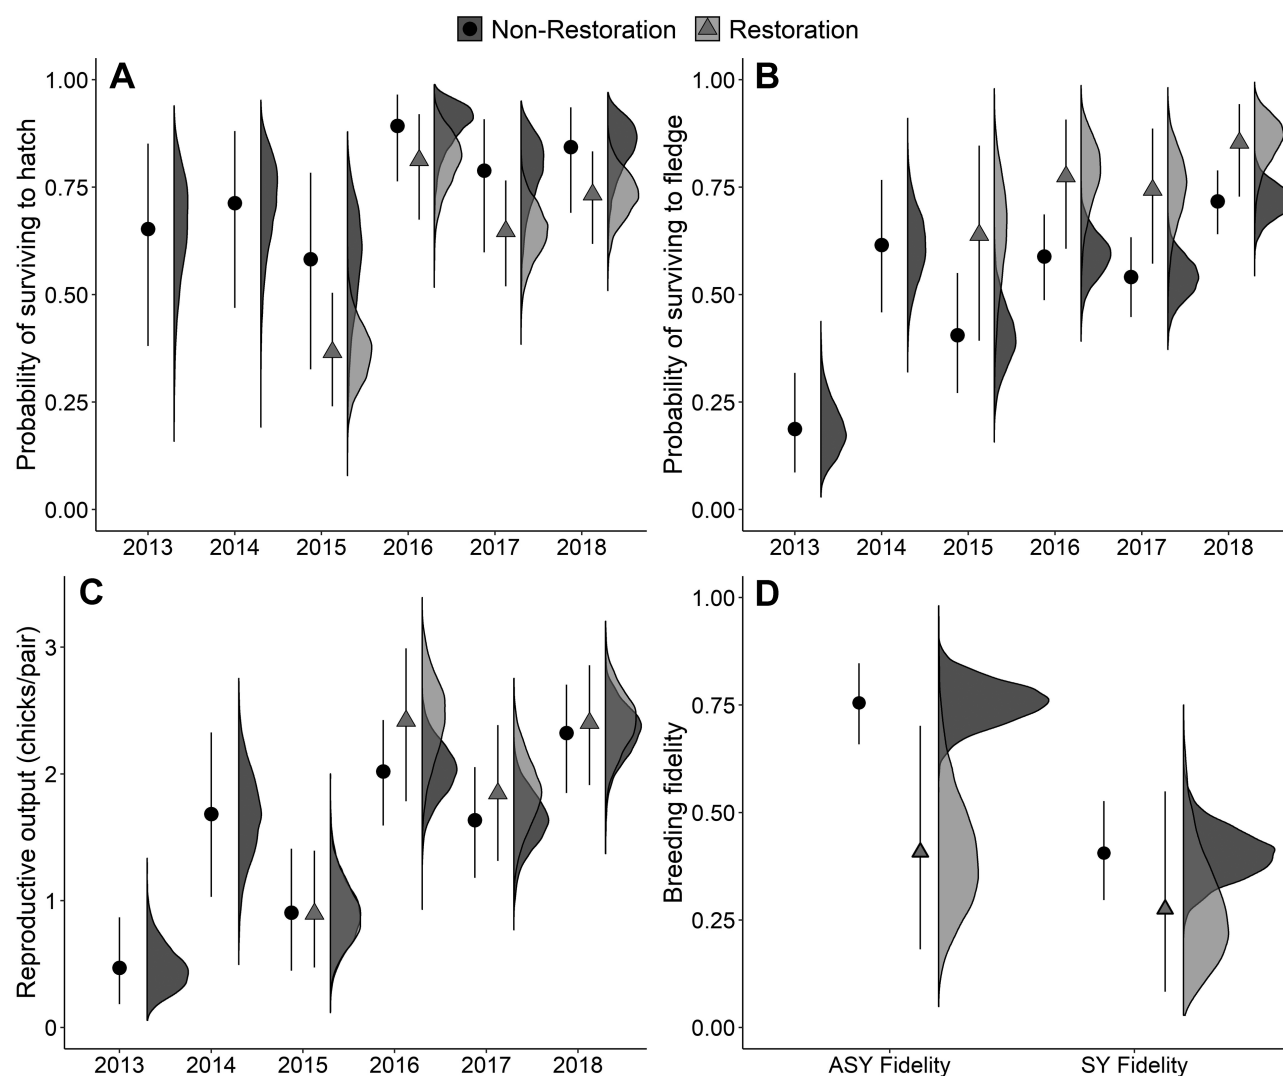 Non-Restoration Restoration
A
Probability of surviving to hatch
1.00
0.75
0.50
0.25
0.00
2013 2014 2015 2016 2017 2018
B
Probability of surviving to fledge
1.00
0.75
0.50
0.25
0.00
2013 2014 2015 2016 2017 2018
C
Reproductive output (chicks/pair)
3
2
1
0
2013 2014 2015 2016 2017 2018
D
Breeding fidelity
1.00
0.75
0.50
0.25
0.00
ASY Fidelity SY Fidelity